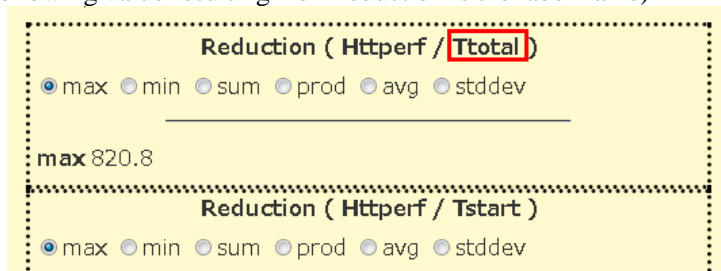 Reduction ( Httperf / Ttotal )
max min sum prod avg stddev
max 820.8
Reduction ( Httperf / Tstart )
max min sum prod avg stddev